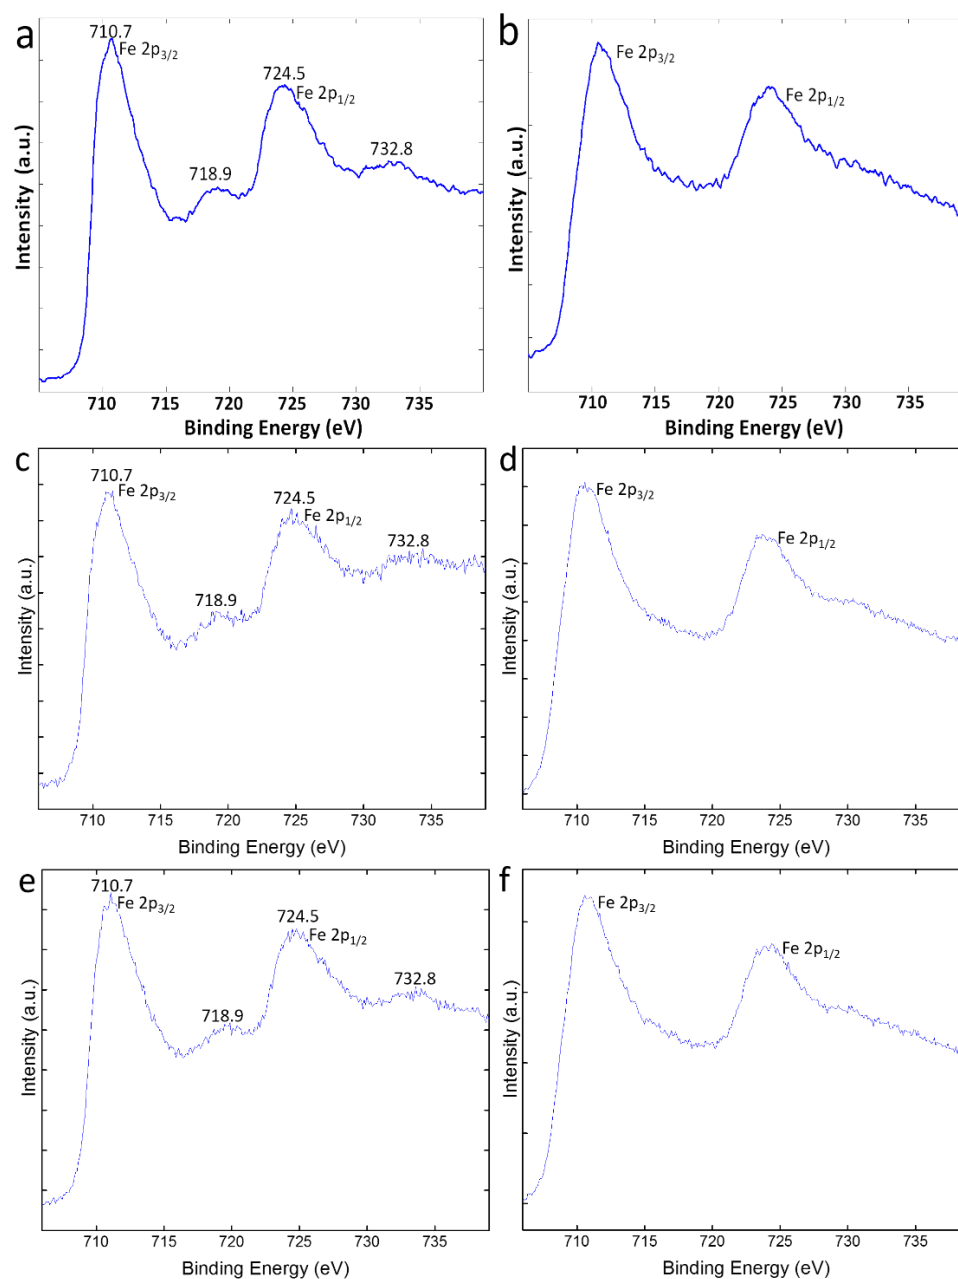 a
710.7
Fe 2p3/2
724.5
Fe 2p1/2
718.9
732.8
Intensity (a.u.)
710 715 720 725 730 735
Binding Energy (eV)
b
Fe 2p3/2
Fe 2p1/2
Intensity (a.u.)
710 715 720 725 730 735
Binding Energy (eV)
c
710.7
Fe 2p3/2
724.5
Fe 2p1/2
732.8
718.9
Intensity (a.u.)
710 715 720 725 730 735
Binding Energy (eV)
d
Fe 2p3/2
Fe 2p1/2
Intensity (a.u.)
710 715 720 725 730 735
Binding Energy (eV)
e
710.7
Fe 2p3/2
724.5
Fe 2p1/2
732.8
718.9
Intensity (a.u.)
710 715 720 725 730 735
Binding Energy (eV)
f
Fe 2p3/2
Fe 2p1/2
Intensity (a.u.)
710 715 720 725 730 735
Binding Energy (eV)